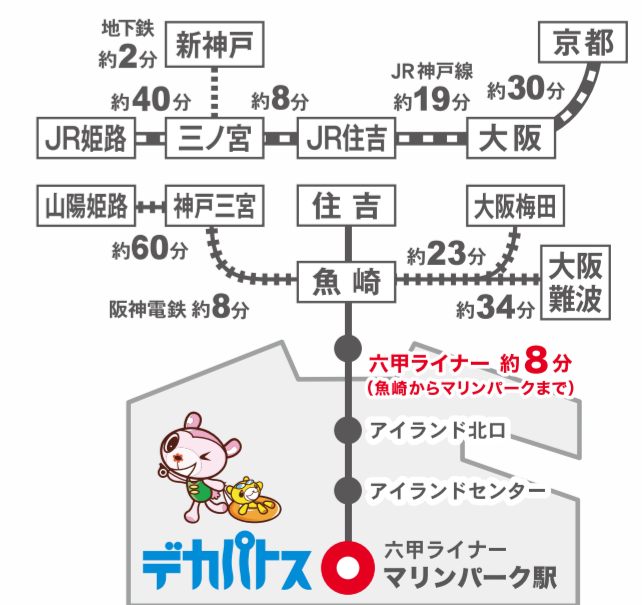 地下鉄
約2分
新神戸
京都
JR神戸線
約40分
約8分
約19分
約30分
JR姫路
三ノ宮
JR住吉
大阪
山陽姫路
神戸三宮
住吉
大阪梅田
約60分
約23分
魚崎
大阪
難波
阪神電鉄 約8分
約34分
六甲ライナー 約8分
(魚崎からマリンパークまで)
アイランド北口
アイランドセンター
デカパトス
六甲ライナー
マリンパーク駅